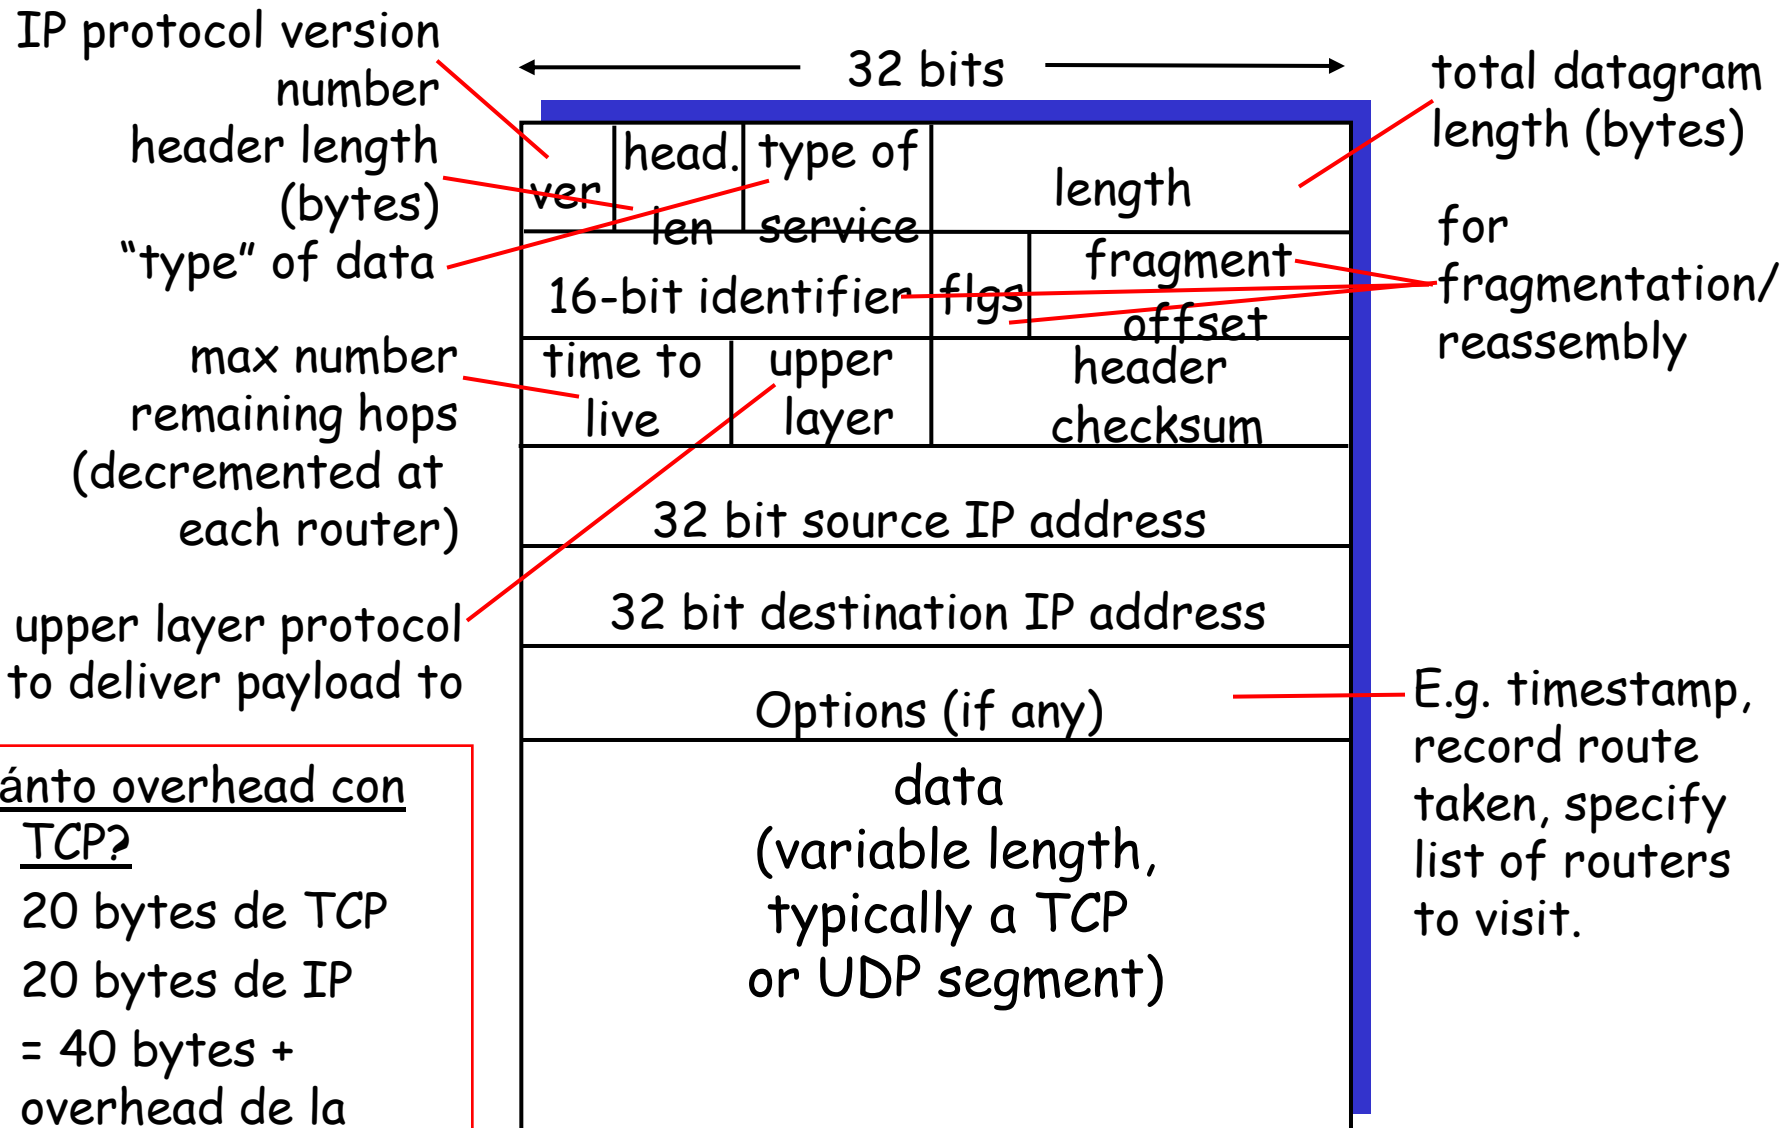 IP protocol version
number
header length
(bytes)
“type” of data
max number
remaining hops
(decremented at
each router)
upper layer protocol
to deliver payload to
ánto overhead con
TCP?
20 bytes de TCP
20 bytes de IP
= 40 bytes +
overhead de la
32 bits
ver
head.
len
type of
service
length
16-bit identifier
flgs
fragment
offset
time to
live
upper
layer
header
checksum
32 bit source IP address
32 bit destination IP address
Options (if any)
data
(variable length,
typically a TCP
or UDP segment)
total datagram
length (bytes)
for
fragmentation/
reassembly
E.g. timestamp,
record route
taken, specify
list of routers
to visit.